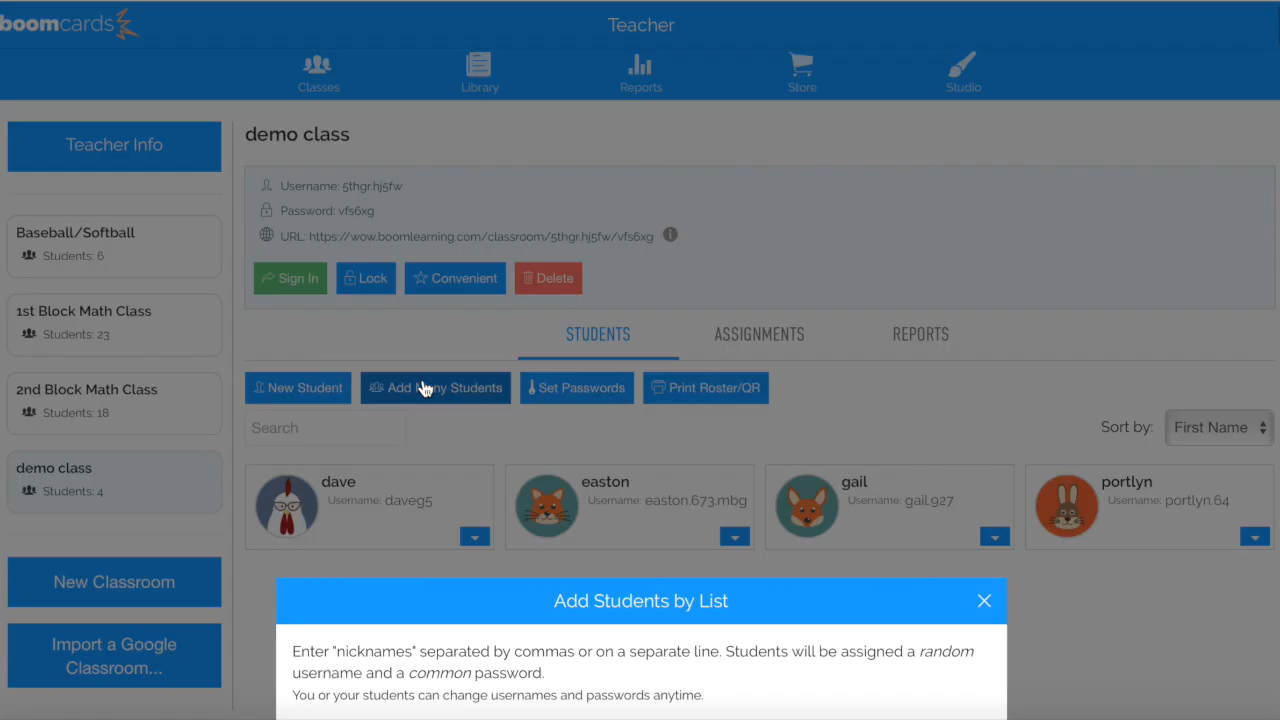 boomcards
Teacher
Classes
Library
Reports
Store
Studio
Teacher Info
Baseball/Softball
Students: 6
1st Block Math Class
Students: 23
2nd Block Math Class
Students: 18
demo class
Students: 4
New Classroom
Import a Google
Classroom...
demo class
Username: 5thgr.hj5fw
Password: vfs6xg
URL: https://wow.boomlearning.com/classroom/5thgr.hj5fw/vfs6xg
Sign In
Lock
Convenient
Delete
STUDENTS
ASSIGNMENTS
REPORTS
New Student
Add Many Students
Set Passwords
Print Roster/QR
Search
Sort by:
First Name
dave
Username: daveg5
easton
Username: easton.673.mbg
gail
Username: gail.927
portlyn
Username: portlyn.64
Add Students by List
Enter "nicknames" separated by commas or on a separate line. Students will be assigned a random
username and a common password.
You or your students can change usernames and passwords anytime.